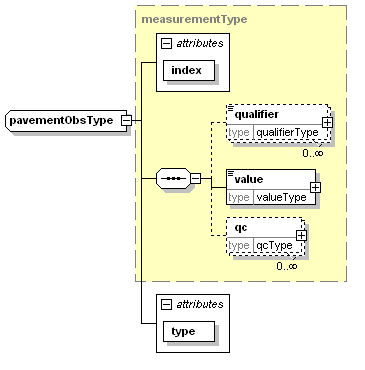 measurementType
attributes
index
pavementObsType
qualifier
type qualifierType
0..∞
value
type valueType
qc
type qcType
0..∞
attributes
type